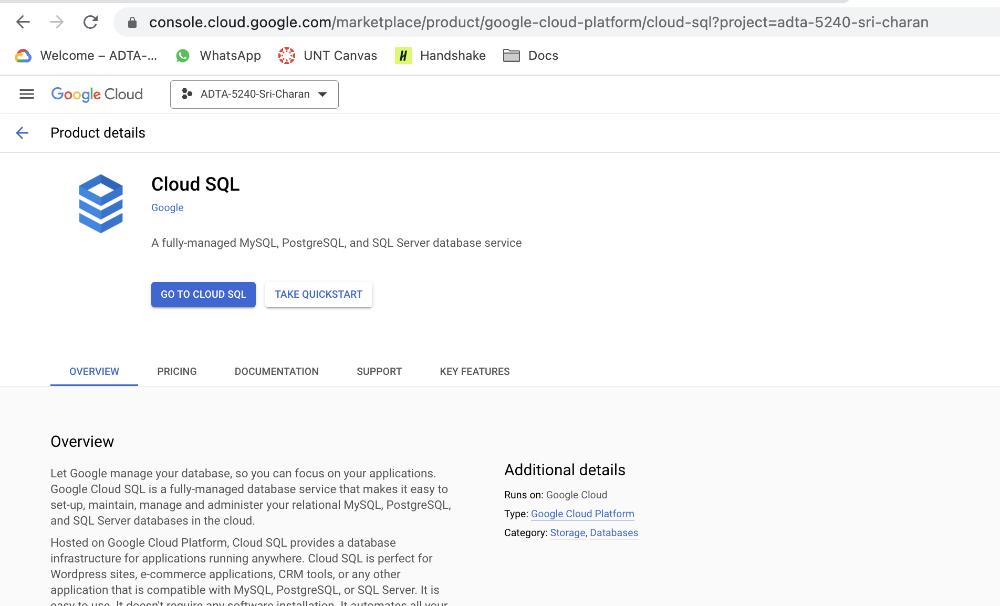 console.cloud.google.com/marketplace/product/google-cloud-platform/cloud-sql?project=adta-5240-sri-charan
Welcome – ADTA-... WhatsApp UNT Canvas Handshake Docs
Google Cloud ADTA-5240-Sri-Charan
Product details
Cloud SQL
Google
A fully-managed MySQL, PostgreSQL, and SQL Server database service
GO TO CLOUD SQL TAKE QUICKSTART
OVERVIEW PRICING DOCUMENTATION SUPPORT KEY FEATURES
Overview
Let Google manage your database, so you can focus on your applications.
Google Cloud SQL is a fully-managed database service that makes it easy to
set-up, maintain, manage and administer your relational MySQL, PostgreSQL,
and SQL Server databases in the cloud.
Hosted on Google Cloud Platform, Cloud SQL provides a database
infrastructure for applications running anywhere. Cloud SQL is perfect for
Wordpress sites, e-commerce applications, CRM tools, or any other
application that is compatible with MySQL, PostgreSQL, or SQL Server. It is
easy to use. It doesn't require any software installation. It automates all your
Additional details
Runs on: Google Cloud
Type: Google Cloud Platform
Category: Storage, Databases